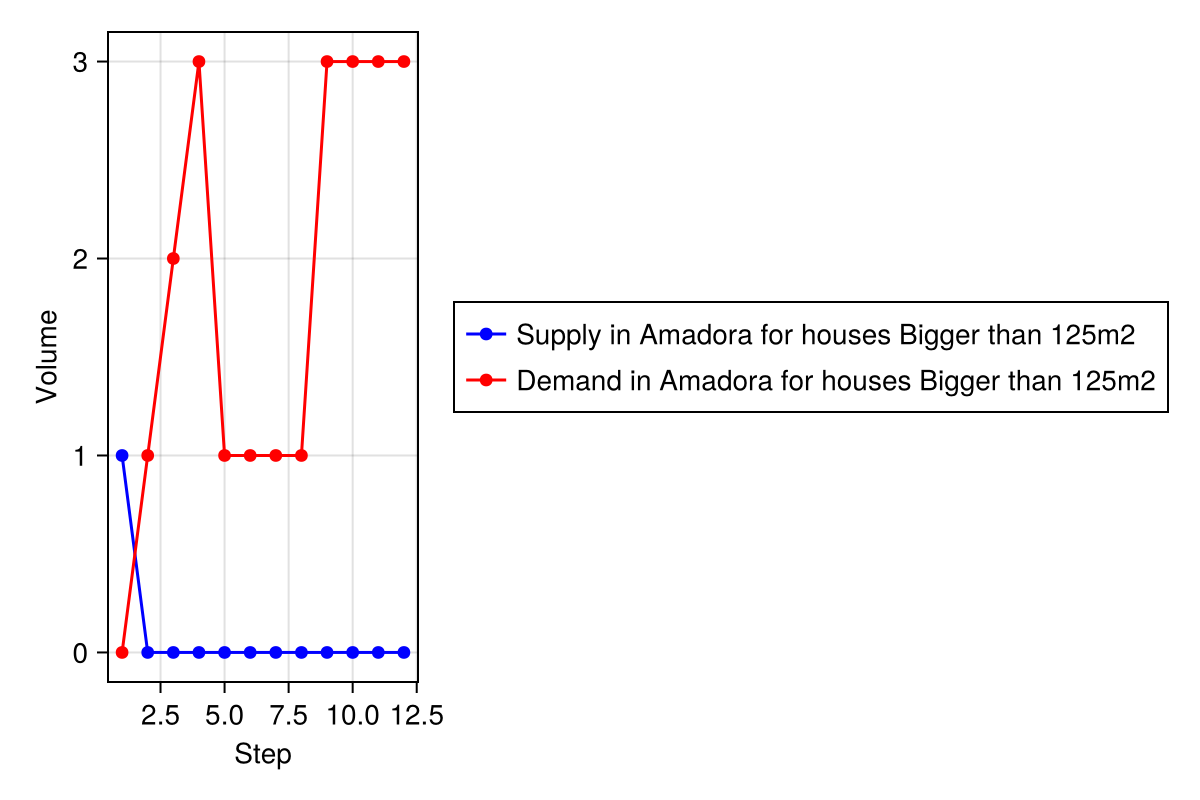 3
2
1
0
Volume
2.5 5.0 7.5 10.0 12.5
Step
Supply in Amadora for houses Bigger than 125m2
Demand in Amadora for houses Bigger than 125m2